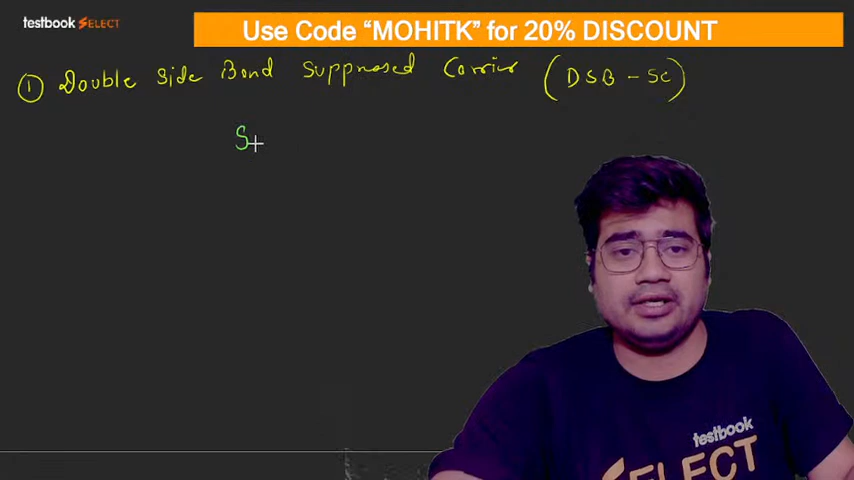 testbook SELECT
Use Code “MOHITK” for 20% DISCOUNT
① Double Side Band Suppressed Carrier (DSB-SC)
S
testbook
SELECT